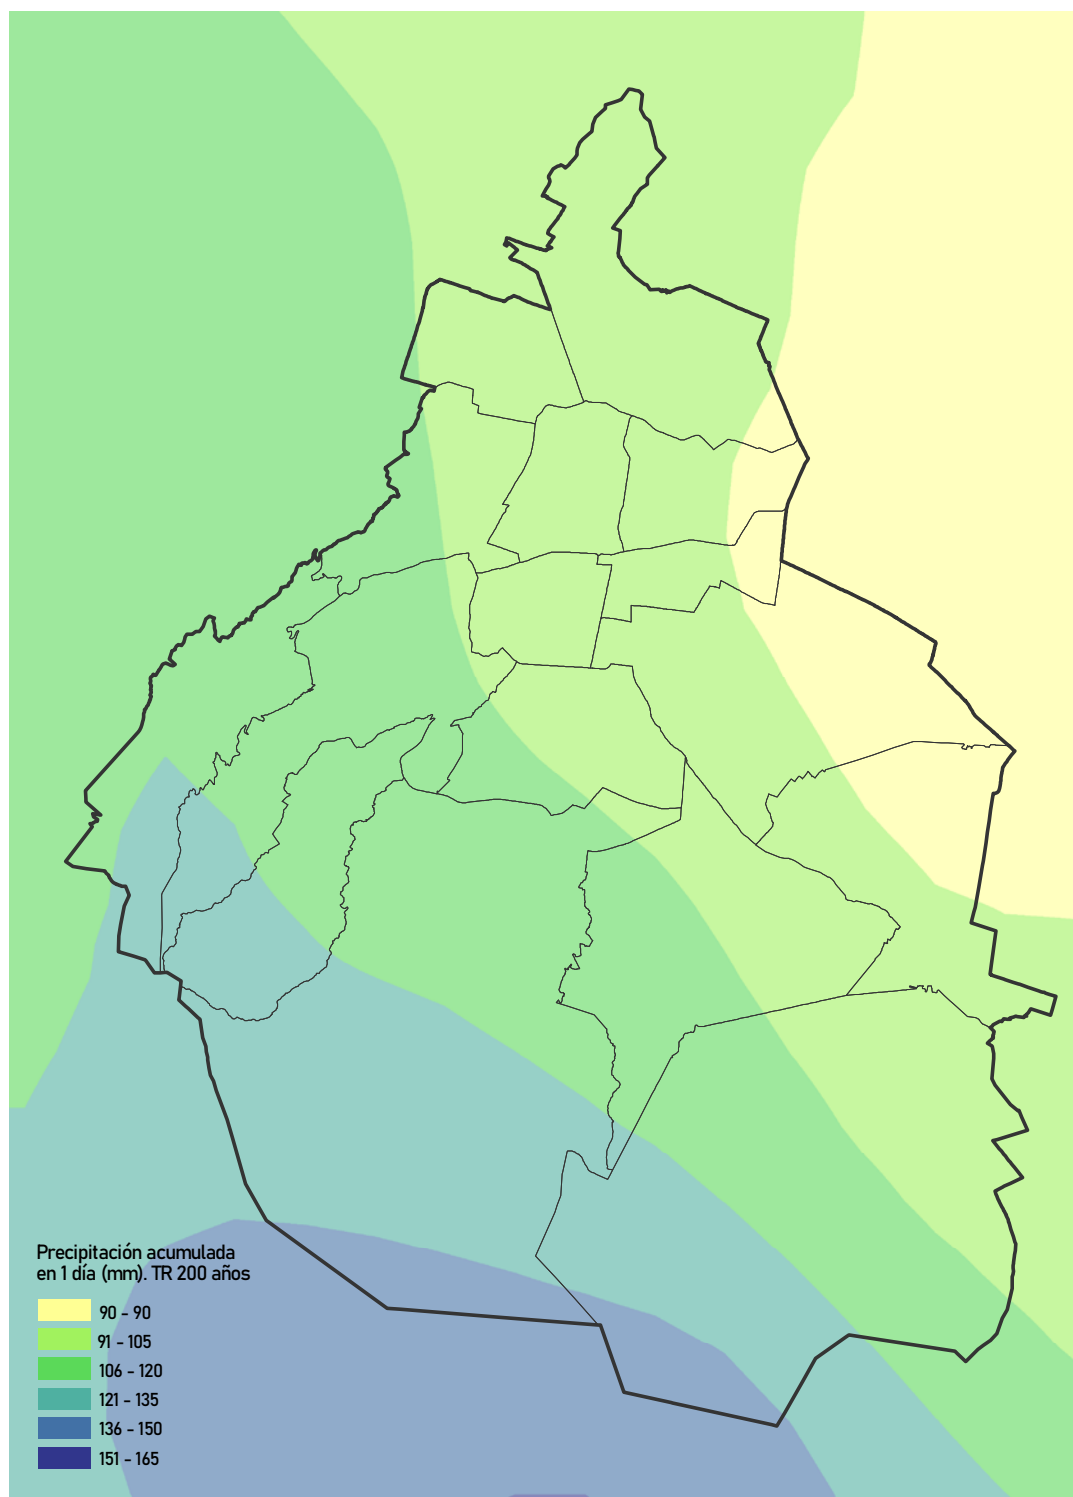 Precipitación acumulada
en 1 día (mm). TR 200 años
90 - 90
91 - 105
106 - 120
121 - 135
136 - 150
151 - 165